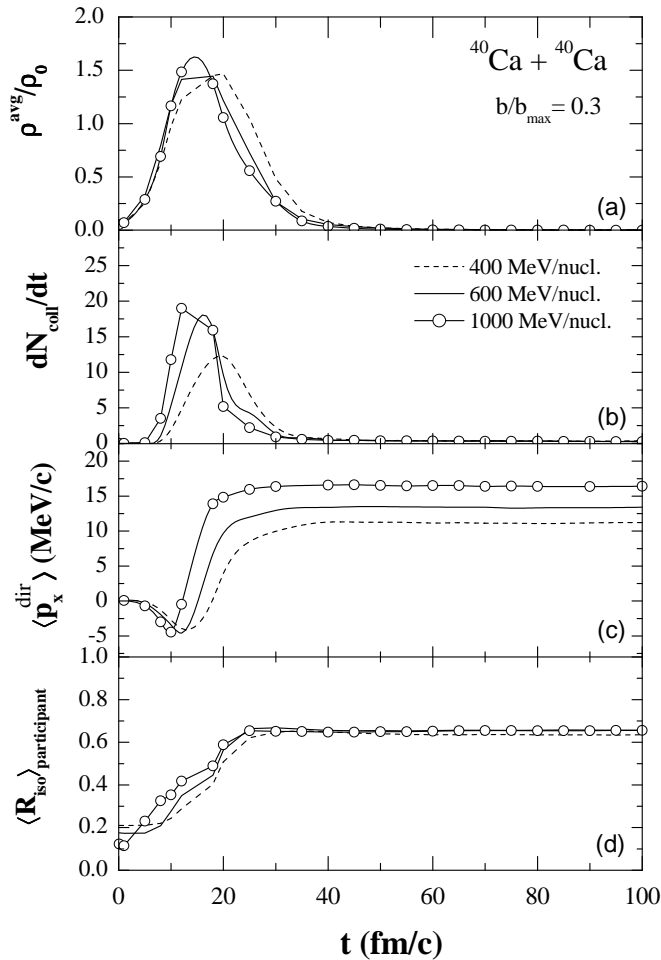 ⁴⁰Ca + ⁴⁰Ca
b/b_max = 0.3
ρ^avg/ρ_0
2.0
1.5
1.0
0.5
0.0
(a)
dN_coll/dt
25
20
15
10
5
0
400 MeV/nucl.
600 MeV/nucl.
1000 MeV/nucl.
(b)
⟨p_x^dir⟩ (MeV/c)
20
15
10
5
0
-5
(c)
⟨R_iso⟩_participant
1.0
0.8
0.6
0.4
0.2
0.0
(d)
0 20 40 60 80 100
t (fm/c)